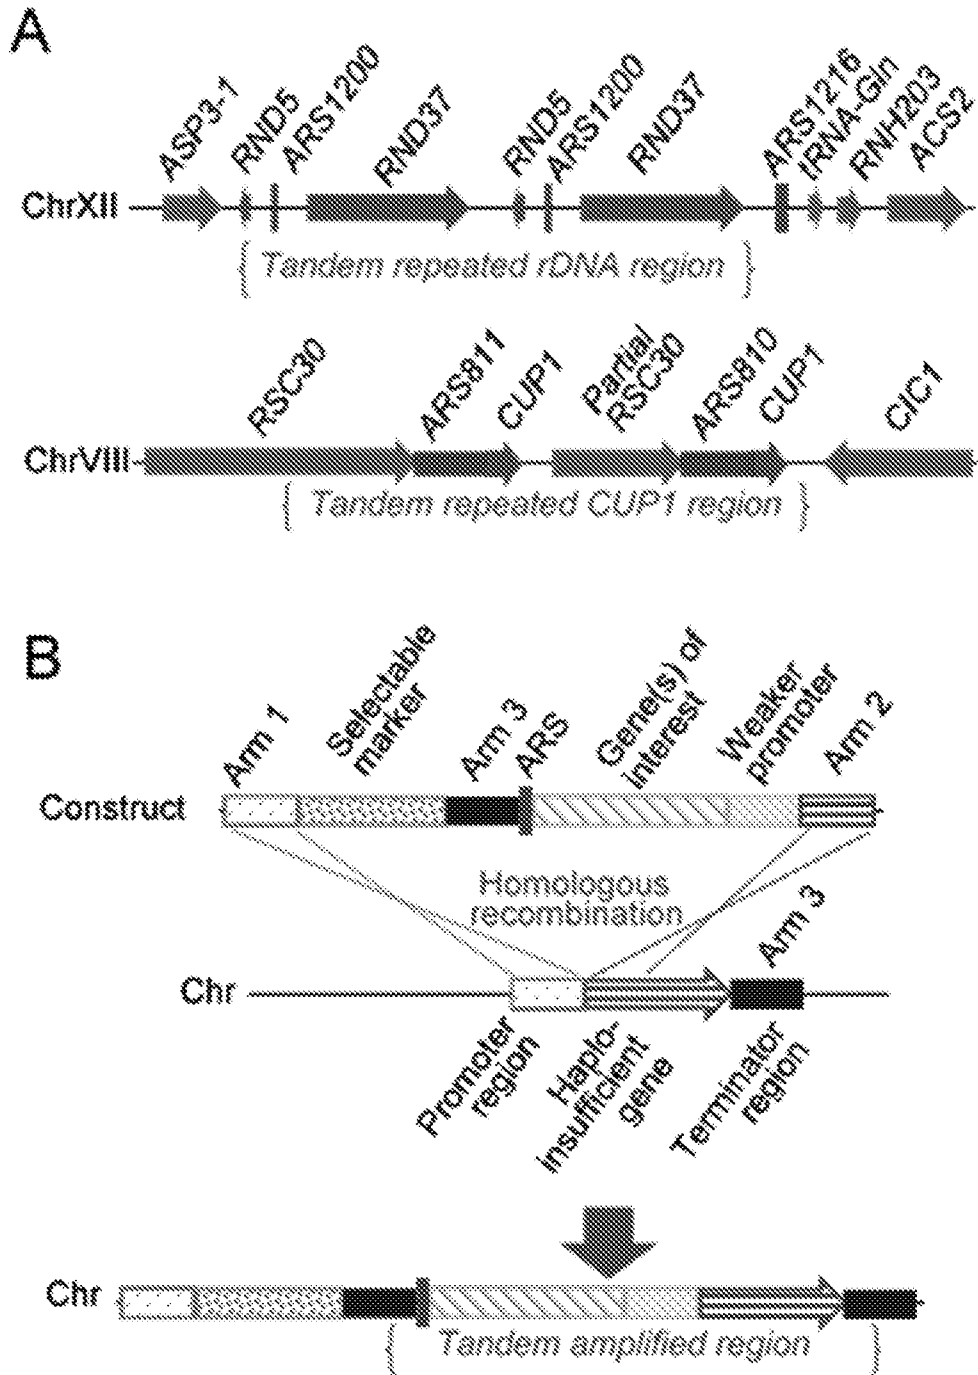 A
ASP3-1
RND5
ARS1200
RND37
RND5
ARS1200
RND37
ARS1216
tRNA-Gln
RNH203
ACS2
ChrXII
{ Tandem repeated rDNA region }
RSC30
ARS811
CUP1
Partial
RSC30
ARS810
CUP1
CIC1
ChrVIII
{ Tandem repeated CUP1 region }
B
Arm 1
Selectable
marker
Arm 3
ARS
Gene(s) of
interest
Weaker
promoter
Arm 2
Construct
Homologous
recombination
Arm 3
Chr
Promoter
region
Haplo-
insufficient
gene
Terminator
region
Chr
{ Tandem amplified region }